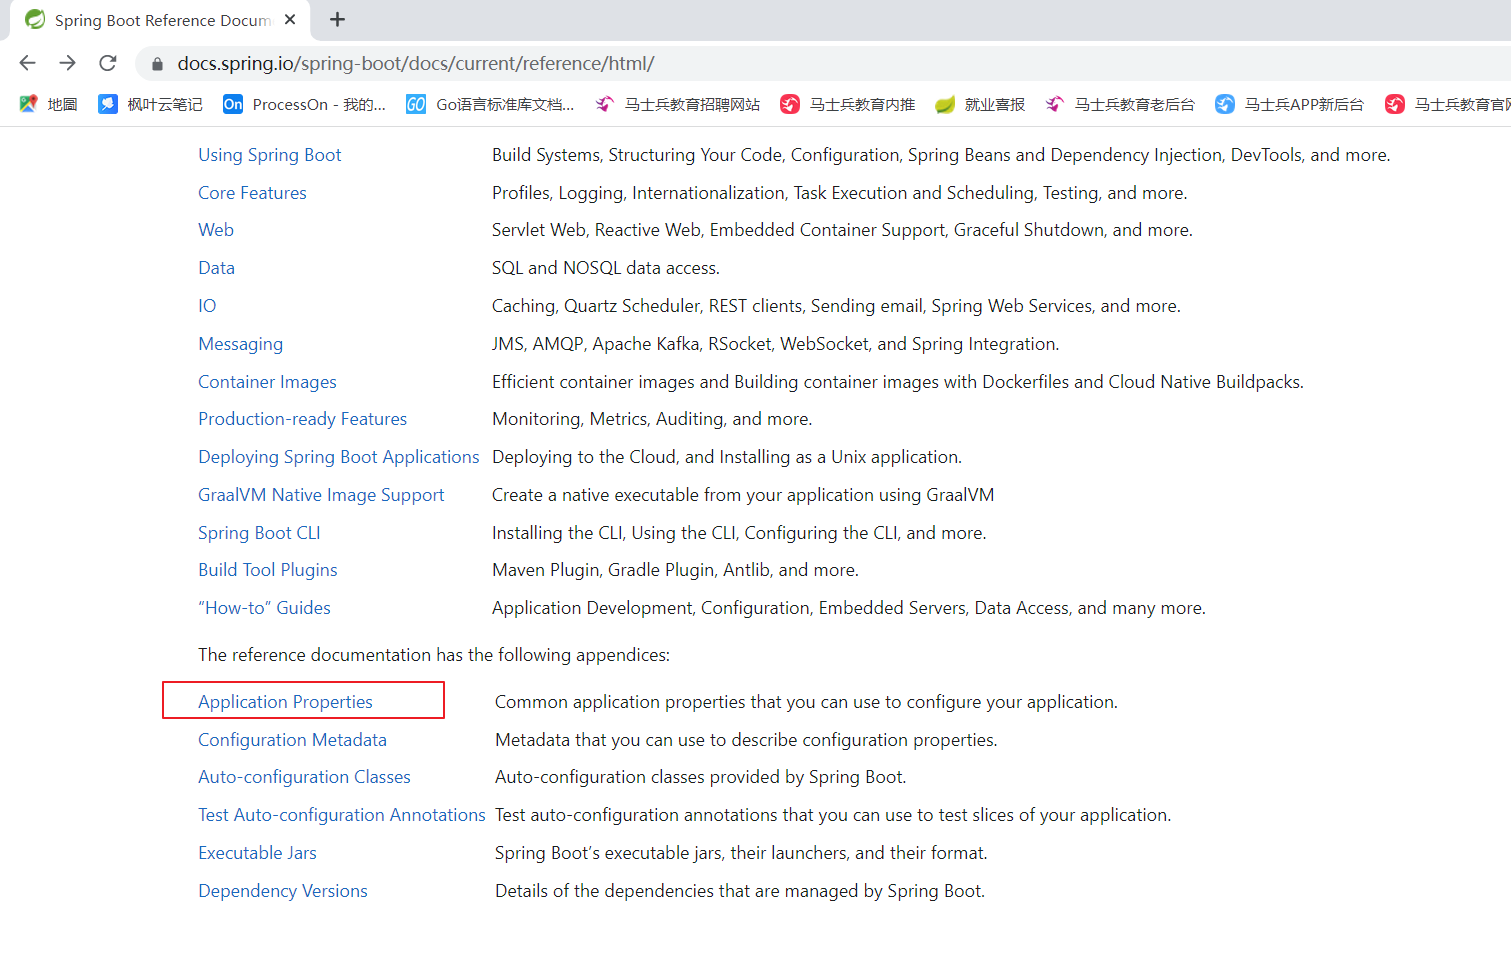 Spring Boot Reference Docum
docs.spring.io/spring-boot/docs/current/reference/html/
地圖 枫叶云笔记 On ProcessOn - 我的... GO Go语言标准库文档... 马士兵教育招聘网站 马士兵教育内推 就业喜报 马士兵教育老后台 马士兵APP新后台 马士兵教育官网
Using Spring Boot Build Systems, Structuring Your Code, Configuration, Spring Beans and Dependency Injection, DevTools, and more.
Core Features Profiles, Logging, Internationalization, Task Execution and Scheduling, Testing, and more.
Web Servlet Web, Reactive Web, Embedded Container Support, Graceful Shutdown, and more.
Data SQL and NOSQL data access.
IO Caching, Quartz Scheduler, REST clients, Sending email, Spring Web Services, and more.
Messaging JMS, AMQP, Apache Kafka, RSocket, WebSocket, and Spring Integration.
Container Images Efficient container images and Building container images with Dockerfiles and Cloud Native Buildpacks.
Production-ready Features Monitoring, Metrics, Auditing, and more.
Deploying Spring Boot Applications Deploying to the Cloud, and Installing as a Unix application.
GraalVM Native Image Support Create a native executable from your application using GraalVM
Spring Boot CLI Installing the CLI, Using the CLI, Configuring the CLI, and more.
Build Tool Plugins Maven Plugin, Gradle Plugin, Antlib, and more.
“How-to” Guides Application Development, Configuration, Embedded Servers, Data Access, and many more.
The reference documentation has the following appendices:
Application Properties Common application properties that you can use to configure your application.
Configuration Metadata Metadata that you can use to describe configuration properties.
Auto-configuration Classes Auto-configuration classes provided by Spring Boot.
Test Auto-configuration Annotations Test auto-configuration annotations that you can use to test slices of your application.
Executable Jars Spring Boot’s executable jars, their launchers, and their format.
Dependency Versions Details of the dependencies that are managed by Spring Boot.